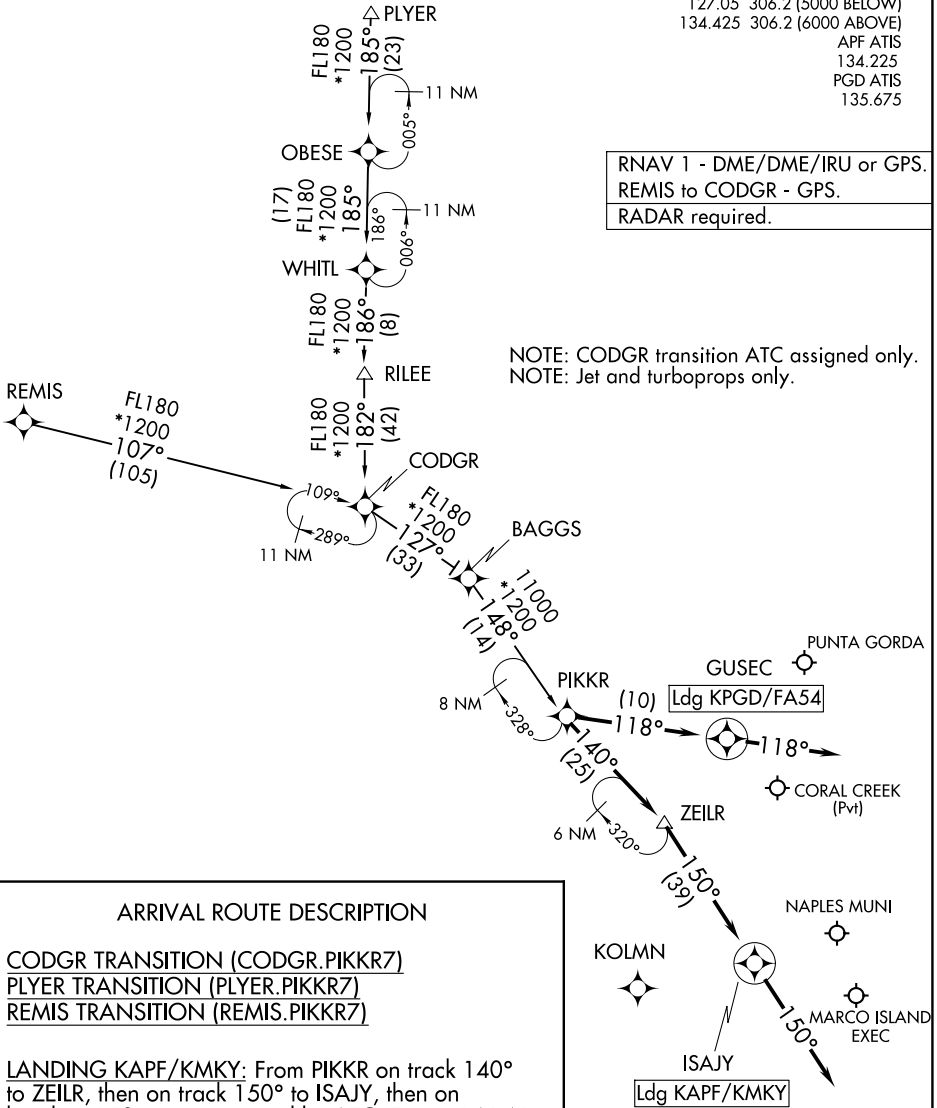 127.05 306.2 (5000 BELOW)
134.425 306.2 (6000 ABOVE)
APF ATIS
134.225
PGD ATIS
135.675
RNAV 1 - DME/DME/IRU or GPS.
REMIS to CODGR - GPS.
RADAR required.
PLYER
FL180
*1200
185°
(23)
11 NM
005°
OBESE
(17)
FL180
*1200
185°
186°
11 NM
006°
WHITL
FL180
*1200
186°
(8)
RILEE
NOTE: CODGR transition ATC assigned only.
NOTE: Jet and turboprops only.
REMIS
FL180
*1200
107°
(105)
FL180
*1200
182°
(42)
CODGR
109°
289°
11 NM
FL180
*1200
127°
(33)
BAGGS
11000
*1200
148°
(14)
8 NM
328°
PIKKR
(10)
118°
GUSEC
Ldg KPGD/FA54
118°
PUNTA GORDA
CORAL CREEK
(Pvt)
140°
(25)
6 NM
320°
ZEILR
150°
(39)
NAPLES MUNI
KOLMN
MARCO ISLAND
EXEC
150°
ISAJY
Ldg KAPF/KMKY
ARRIVAL ROUTE DESCRIPTION
CODGR TRANSITION (CODGR.PIKKR7)
PLYER TRANSITION (PLYER.PIKKR7)
REMIS TRANSITION (REMIS.PIKKR7)
LANDING KAPF/KMKY: From PIKKR on track 140°
to ZEILR, then on track 150° to ISAJY, then on